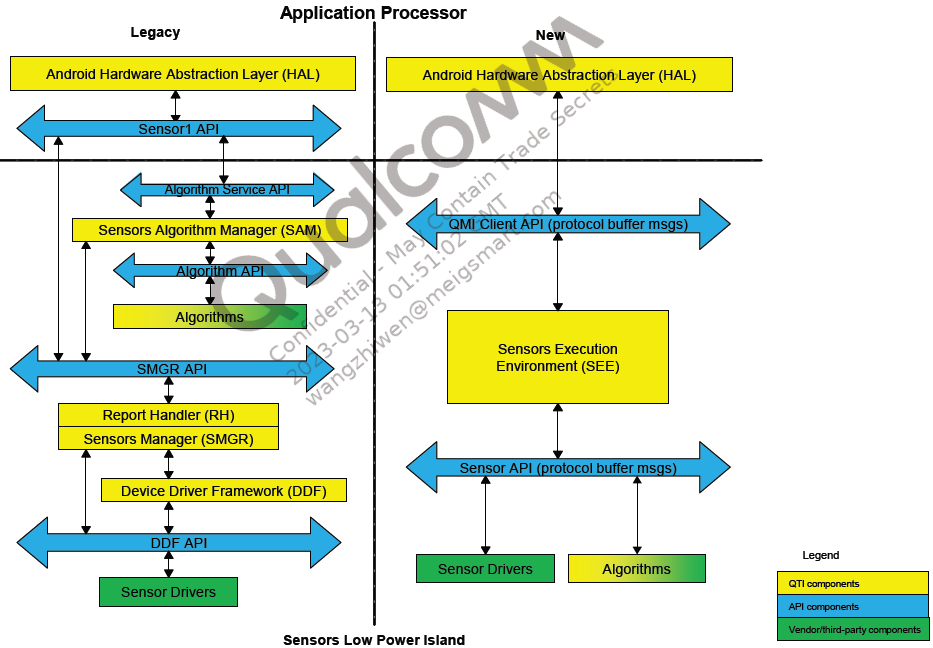 Application Processor
Legacy
New
Android Hardware Abstraction Layer (HAL)
Android Hardware Abstraction Layer (HAL)
Sensor1 API
Algorithm Service API
QMI Client API (protocol buffer msgs)
Sensors Algorithm Manager (SAM)
Algorithm API
Algorithms
Sensors Execution
Environment (SEE)
SMGR API
Report Handler (RH)
Sensors Manager (SMGR)
Sensor API (protocol buffer msgs)
Device Driver Framework (DDF)
DDF API
Sensor Drivers
Sensor Drivers
Algorithms
Legend
QTI components
API components
Vendor/third-party components
Sensors Low Power Island
Qualcomm
Confidential - May Contain Trade Secrets
2023-03-13 01:51:02 GMT
wangzhiwen@meigsmart.com